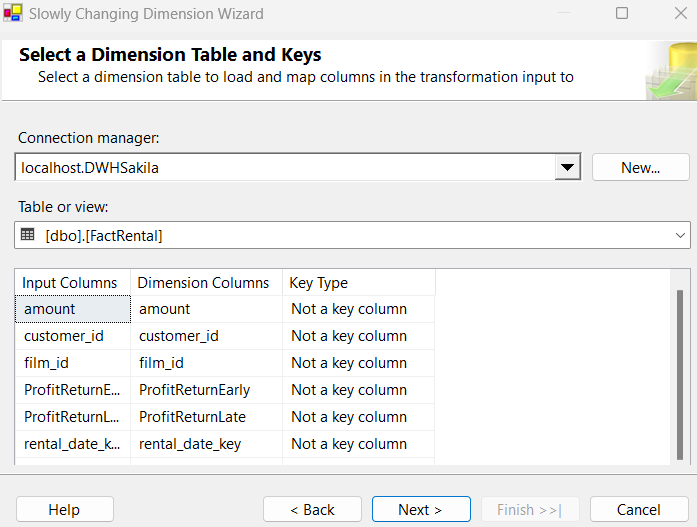 Slowly Changing Dimension Wizard
Select a Dimension Table and Keys
Select a dimension table to load and map columns in the transformation input to
Connection manager:
localhost.DWHSakila
New...
Table or view:
[dbo].[FactRental]
Input Columns Dimension Columns Key Type
amount amount Not a key column
customer_id customer_id Not a key column
film_id film_id Not a key column
ProfitReturnE... ProfitReturnEarly Not a key column
ProfitReturnL... ProfitReturnLate Not a key column
rental_date_k... rental_date_key Not a key column
Help < Back Next > Finish >>| Cancel